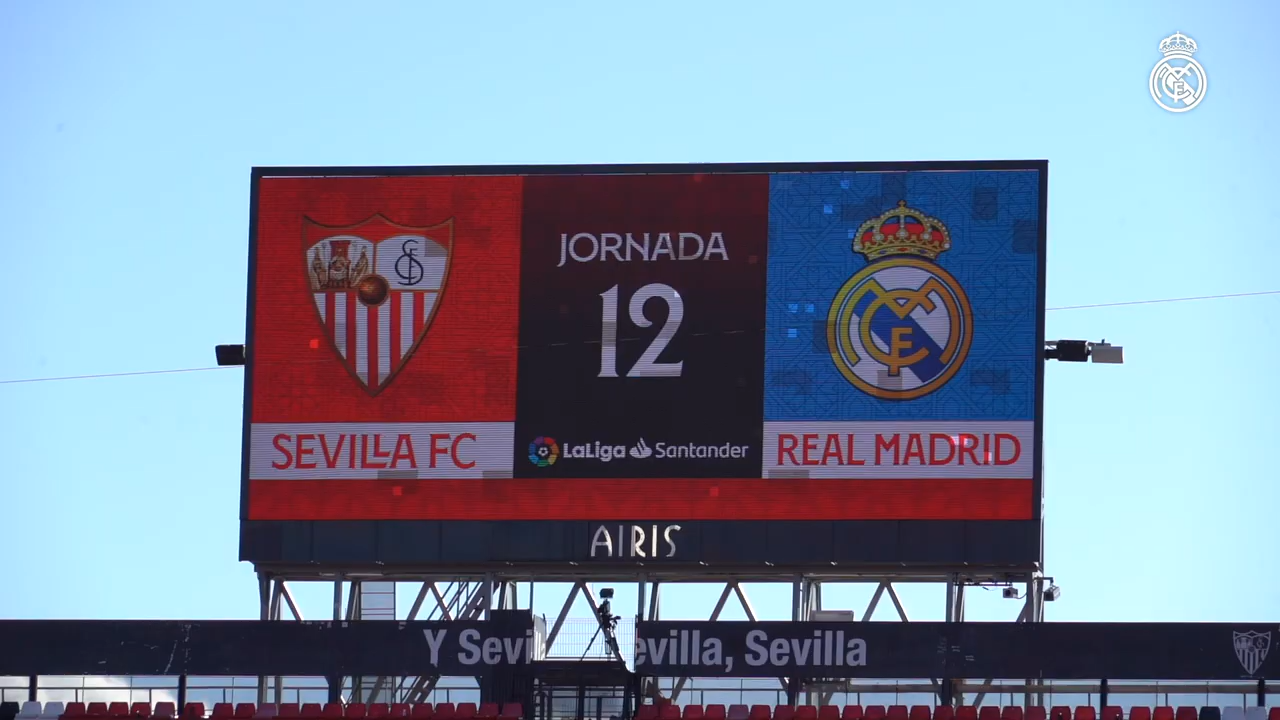 JORNADA
12
SEVILLA FC
LaLiga Santander
REAL MADRID
AIRIS
Y Sevi
evilla, Sevilla